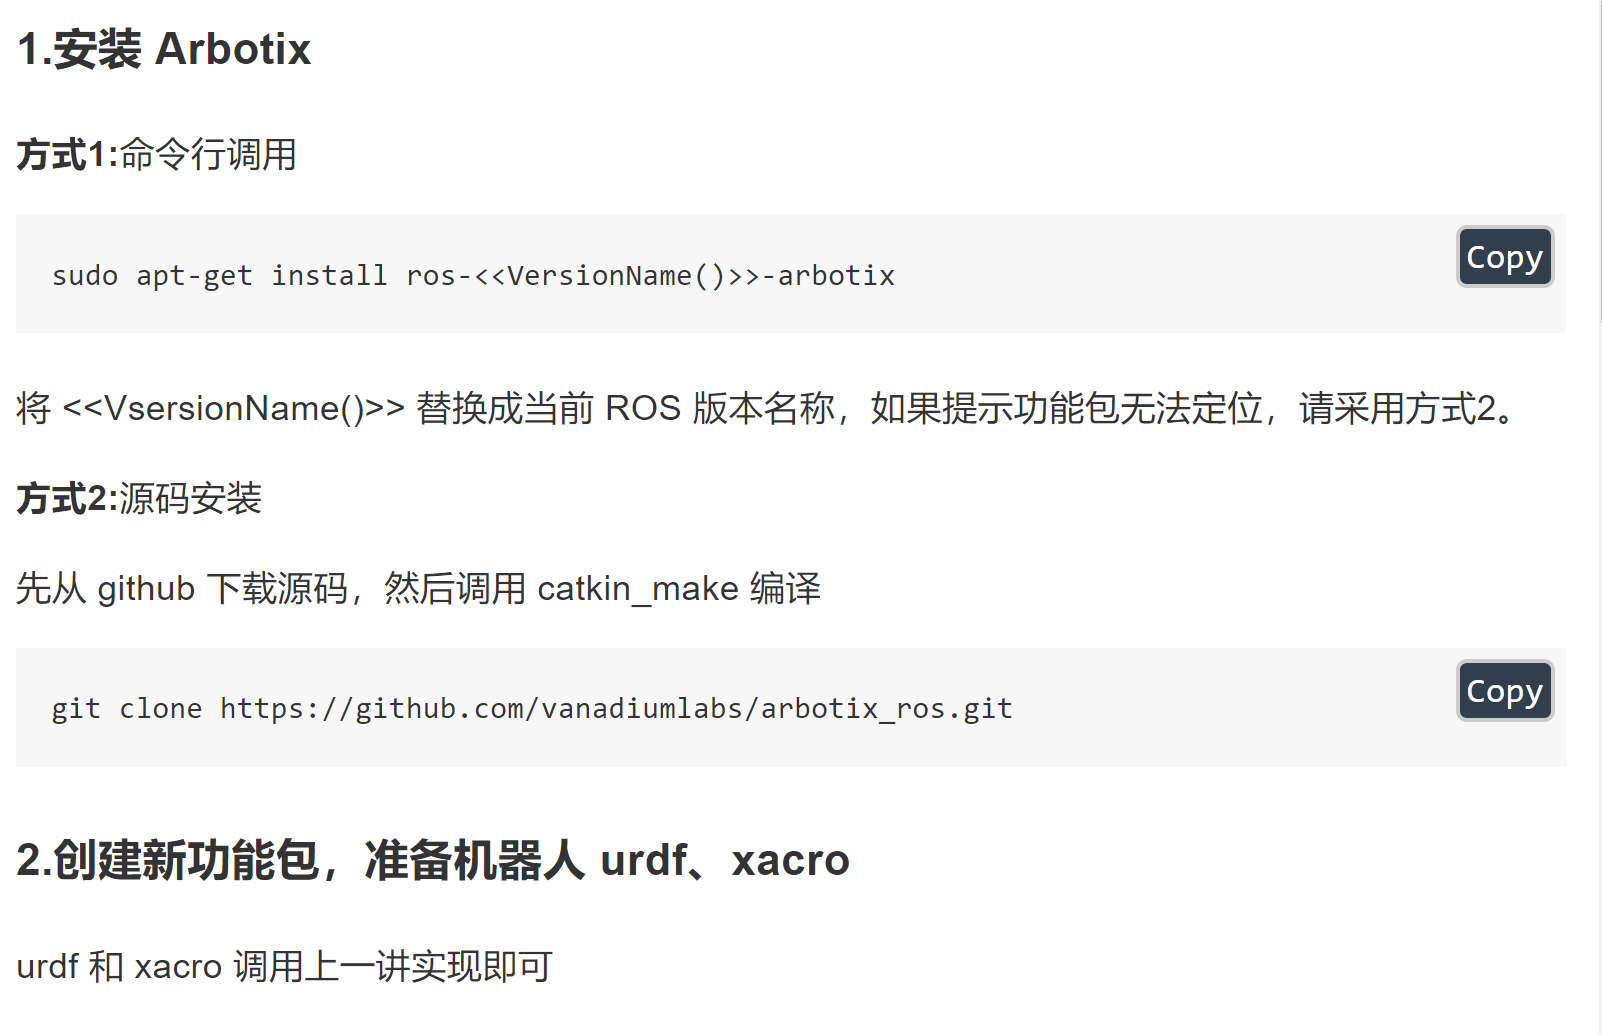 1.安装 Arbotix
方式1:命令行调用
Copy
sudo apt-get install ros-<<VersionName()>>-arbotix
将 <<VsersionName()>> 替换成当前 ROS 版本名称，如果提示功能包无法定位，请采用方式2。
方式2:源码安装
先从 github 下载源码，然后调用 catkin_make 编译
Copy
git clone https://github.com/vanadiumlabs/arbotix_ros.git
2.创建新功能包，准备机器人 urdf、xacro
urdf 和 xacro 调用上一讲实现即可